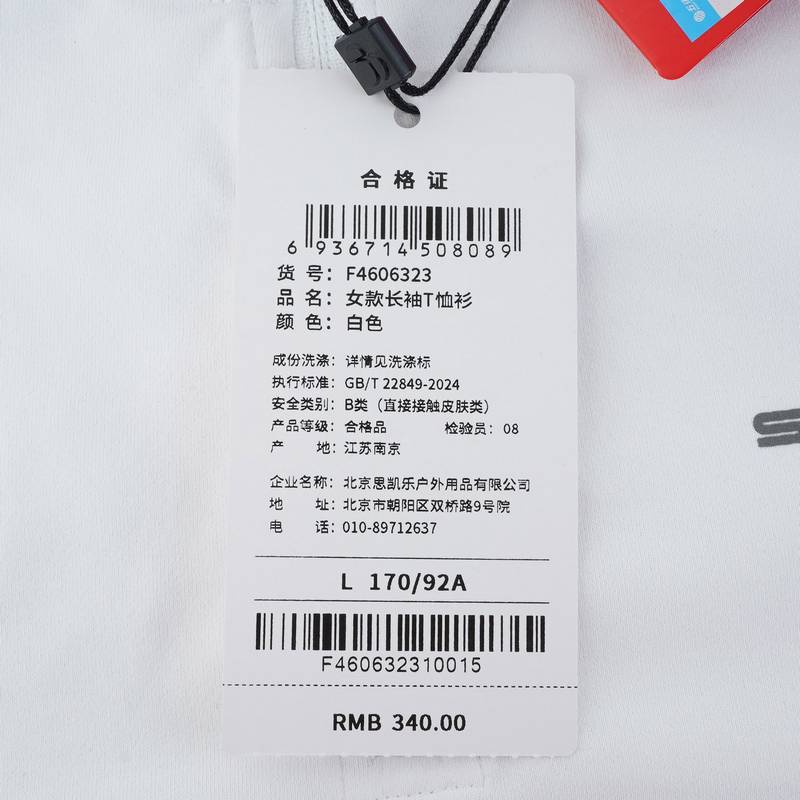 合格证
6 936714 508089
货 号：F4606323
品 名：女款长袖T恤衫
颜 色：白色
成份洗涤：详情见洗涤标
执行标准：GB/T 22849-2024
安全类别：B类（直接接触皮肤类）
产品等级：合格品 检验员：08
产 地：江苏南京
企业名称：北京思凯乐户外用品有限公司
地 址：北京市朝阳区双桥路9号院
电 话：010-89712637
L 170/92A
F460632310015
RMB 340.00